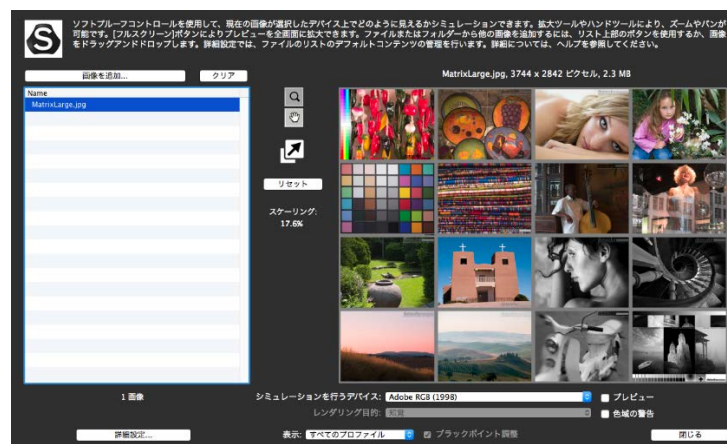 ソフトプルーフコントロールを使用して、現在の画像が選択したデバイス上でどのように見えるかシミュレーションできます。拡大ツールやハンドツールにより、ズームやパンが
可能です。[フルスクリーン]ボタンによりプレビューを全画面に拡大できます。ファイルまたはフォルダーから他の画像を追加するには、リスト上部のボタンを使用するか、画像
をドラッグアンドドロップします。詳細設定では、ファイルのリストのデフォルトコンテンツの管理を行います。詳細については、ヘルプを参照してください。
画像を追加...
クリア
MatrixLarge.jpg, 3744 x 2842 ピクセル, 2.3 MB
Name
MatrixLarge.jpg
リセット
スケーリング:
17.6%
1 画像
シミュレーションを行うデバイス: Adobe RGB (1998)
プレビュー
レンダリング目的: 知覚
色域の警告
詳細設定...
表示: すべてのプロファイル
ブラックポイント調整
閉じる